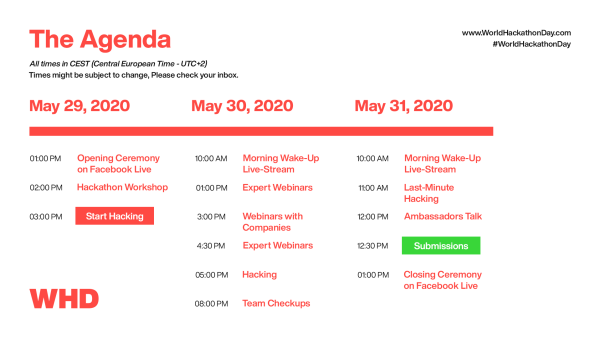 The Agenda
www.WorldHackathonDay.com
#WorldHackathonDay
All times in CEST (Central European Time - UTC+2)
Times might be subject to change, Please check your inbox.
May 29, 2020
01:00 PM Opening Ceremony
on Facebook Live
02:00 PM Hackathon Workshop
03:00 PM Start Hacking
May 30, 2020
10:00 AM Morning Wake-Up
Live-Stream
01:00 PM Expert Webinars
3:00 PM Webinars with
Companies
4:30 PM Expert Webinars
05:00 PM Hacking
08:00 PM Team Checkups
May 31, 2020
10:00 AM Morning Wake-Up
Live-Stream
11:00 AM Last-Minute
Hacking
12:00 PM Ambassadors Talk
12:30 PM Submissions
01:00 PM Closing Ceremony
on Facebook Live
WHD